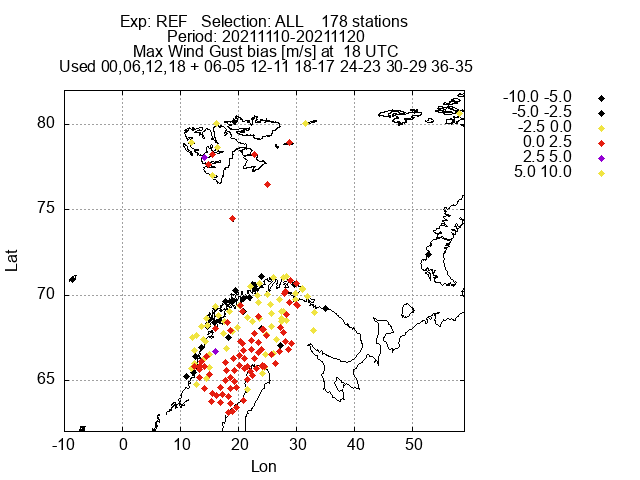 Exp: REF Selection: ALL 178 stations
Period: 20211110-20211120
Max Wind Gust bias [m/s] at 18 UTC
Used 00,06,12,18 + 06-05 12-11 18-17 24-23 30-29 36-35
-10.0 -5.0
-5.0 -2.5
-2.5 0.0
0.0 2.5
2.5 5.0
5.0 10.0
80
75
70
65
Lat
-10 0 10 20 30 40 50
Lon